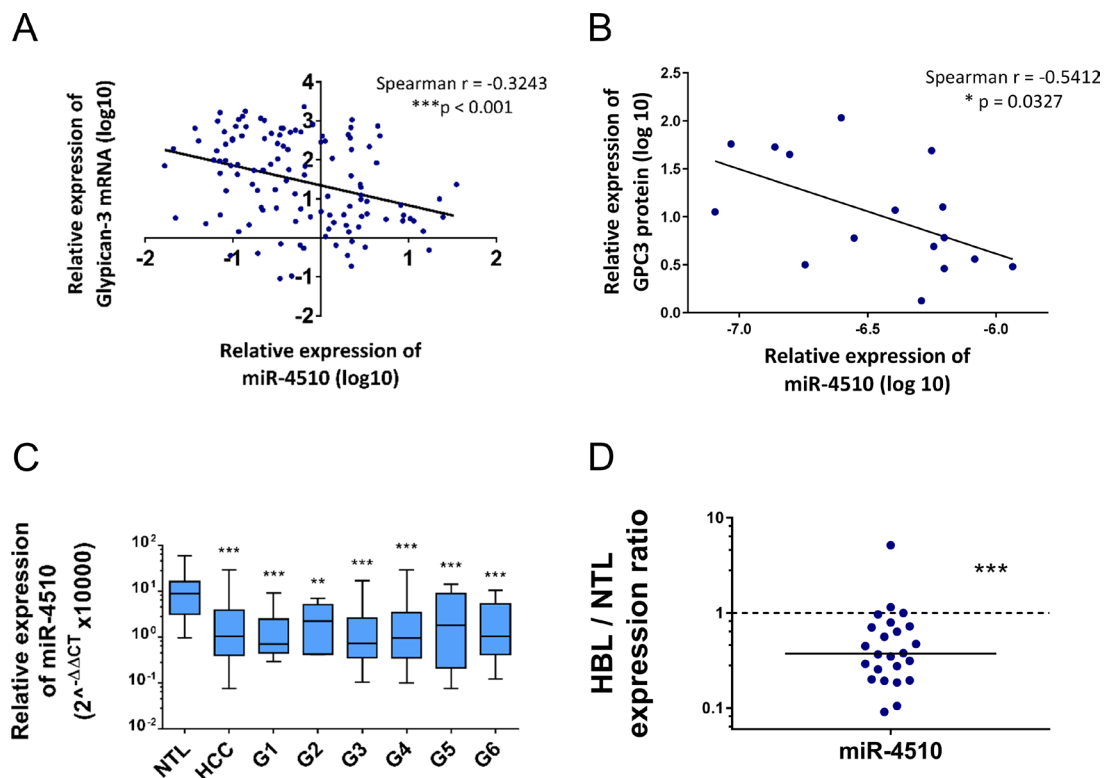 A
Relative expression of
Glypican-3 mRNA (log10)
Spearman r = -0.3243
***p < 0.001
4
3
2
1
-1
-2
-2
-1
0
1
2
Relative expression of
miR-4510 (log10)
B
Relative expression of
GPC3 protein (log 10)
Spearman r = -0.5412
* p = 0.0327
2.5
2.0
1.5
1.0
0.5
0.0
-7.0
-6.5
-6.0
Relative expression of
miR-4510 (log 10)
C
Relative expression
of miR-4510
(2^-ΔΔCT x10000)
10²
10¹
10⁰
10⁻¹
10⁻²
***
***
**
***
***
***
***
NTL
HCC
G1
G2
G3
G4
G5
G6
D
HBL / NTL
expression ratio
10
1
0.1
***
miR-4510